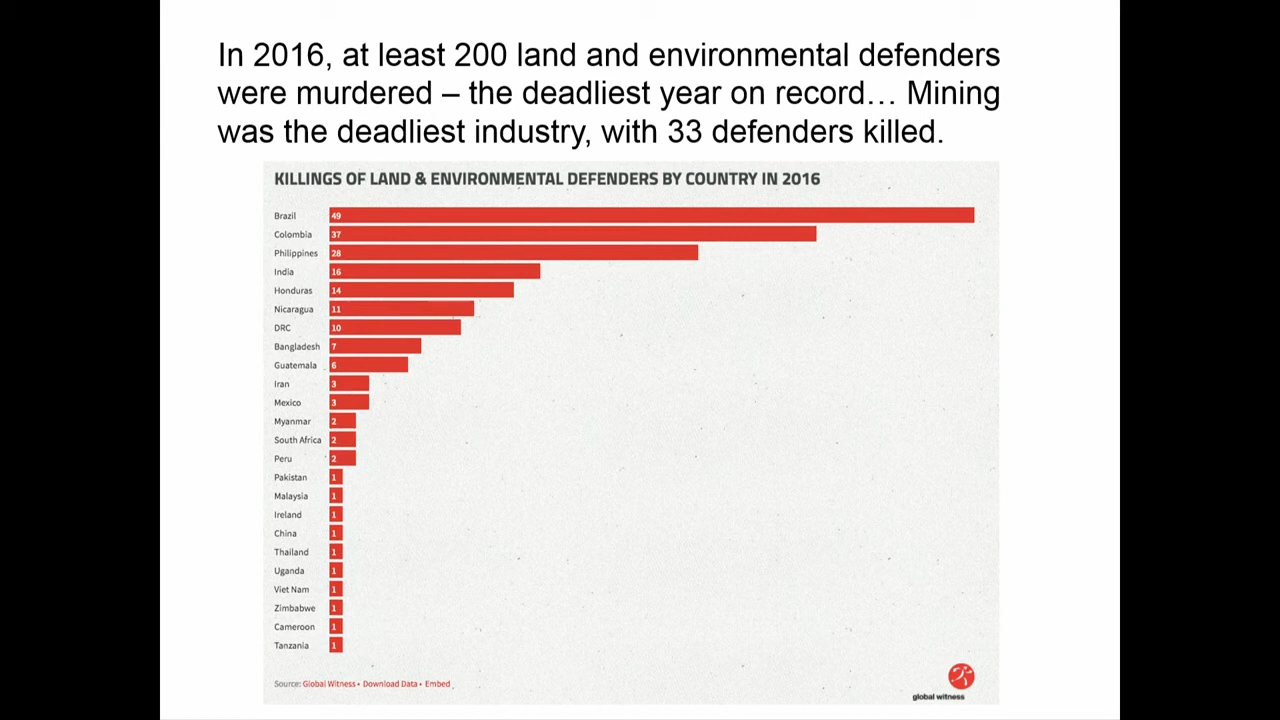 In 2016, at least 200 land and environmental defenders
were murdered – the deadliest year on record… Mining
was the deadliest industry, with 33 defenders killed.
KILLINGS OF LAND & ENVIRONMENTAL DEFENDERS BY COUNTRY IN 2016
Brazil 49
Colombia 37
Philippines 28
India 16
Honduras 14
Nicaragua 11
DRC 10
Bangladesh 7
Guatemala 6
Iran 3
Mexico 3
Myanmar 2
South Africa 2
Peru 2
Pakistan 1
Malaysia 1
Ireland 1
China 1
Thailand 1
Uganda 1
Viet Nam 1
Zimbabwe 1
Cameroon 1
Tanzania 1
Source: Global Witness • Download Data • Embed
global witness